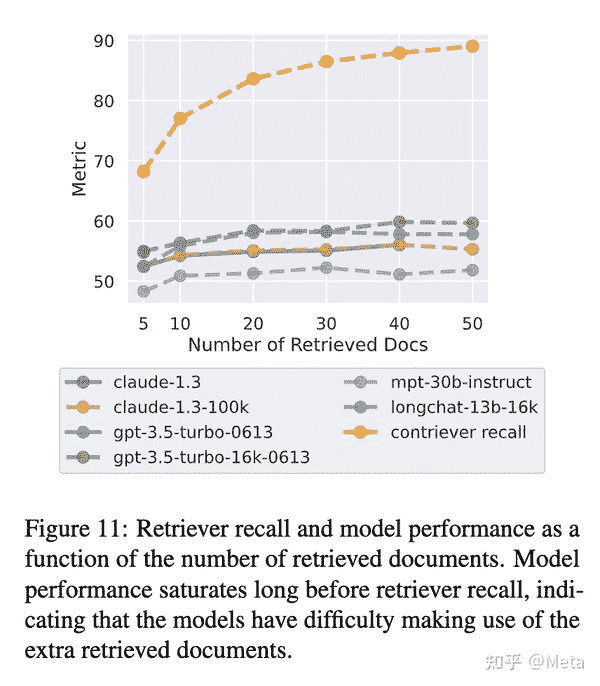 90
80
70
60
50
Metric
5 10 20 30 40 50
Number of Retrieved Docs
claude-1.3
claude-1.3-100k
gpt-3.5-turbo-0613
gpt-3.5-turbo-16k-0613
mpt-30b-instruct
longchat-13b-16k
contriever recall
Figure 11: Retriever recall and model performance as a
function of the number of retrieved documents. Model
performance saturates long before retriever recall, indi-
cating that the models have difficulty making use of the
extra retrieved documents.
知乎 @Meta